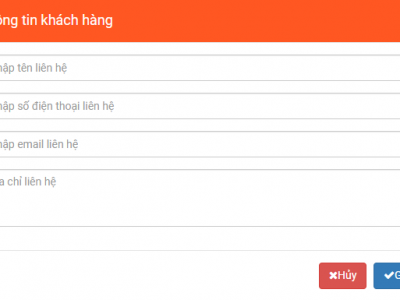 ông tin khách hàng
hập tên liên hệ
hập số điện thoại liên hệ
hập email liên hệ
a chỉ liên hệ
Hủy
G